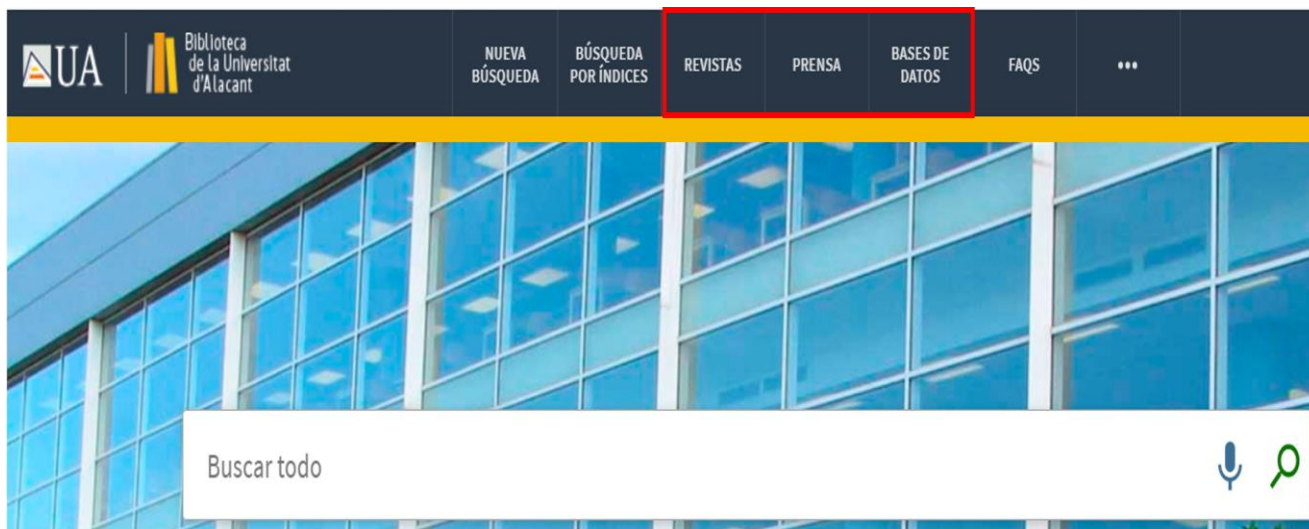 UA
Biblioteca
de la Universitat
d'Alacant
NUEVA
BÚSQUEDA
BÚSQUEDA
POR ÍNDICES
REVISTAS
PRENSA
BASES DE
DATOS
FAQS
•••
Buscar todo